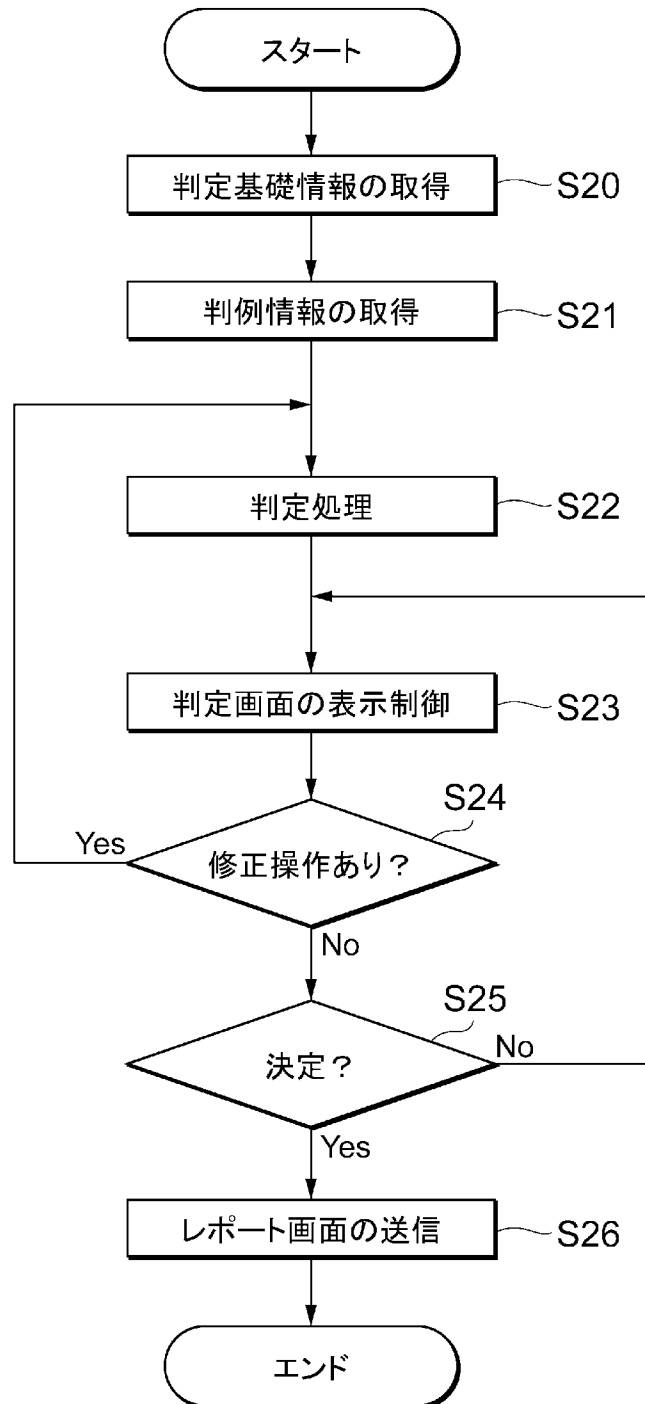 スタート
判定基礎情報の取得
S20
判例情報の取得
S21
判定処理
S22
判定画面の表示制御
S23
S24
Yes
修正操作あり？
No
S25
決定？
No
Yes
レポート画面の送信
S26
エンド